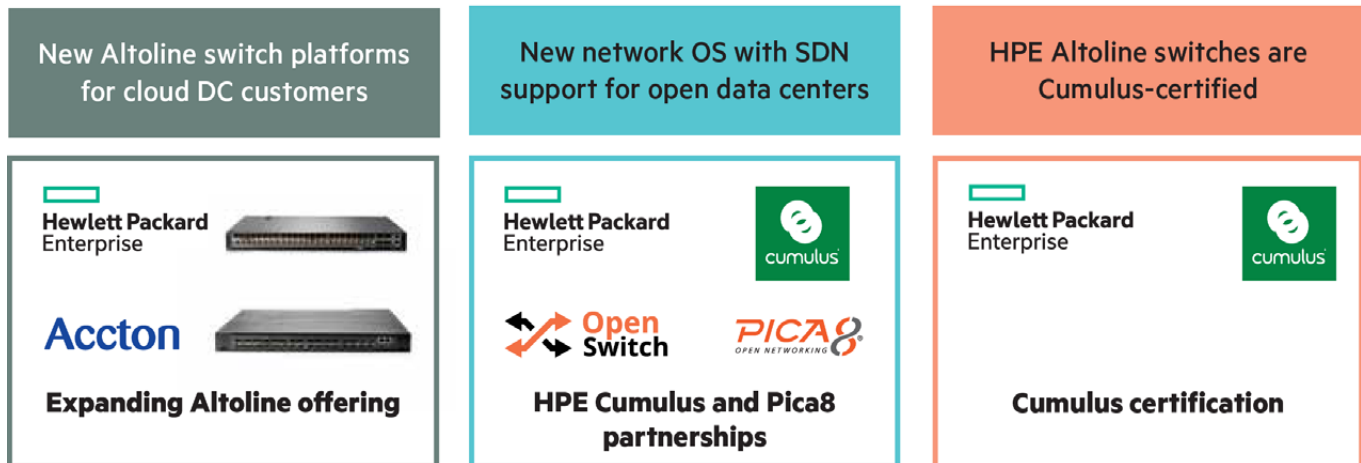 New Altoline switch platforms
for cloud DC customers
New network OS with SDN
support for open data centers
HPE Altoline switches are
Cumulus-certified
Hewlett Packard
Enterprise
Accton
Expanding Altoline offering
Hewlett Packard
Enterprise
cumulus
Open
Switch
PICA8
OPEN NETWORKING
HPE Cumulus and Pica8
partnerships
Hewlett Packard
Enterprise
cumulus
Cumulus certification